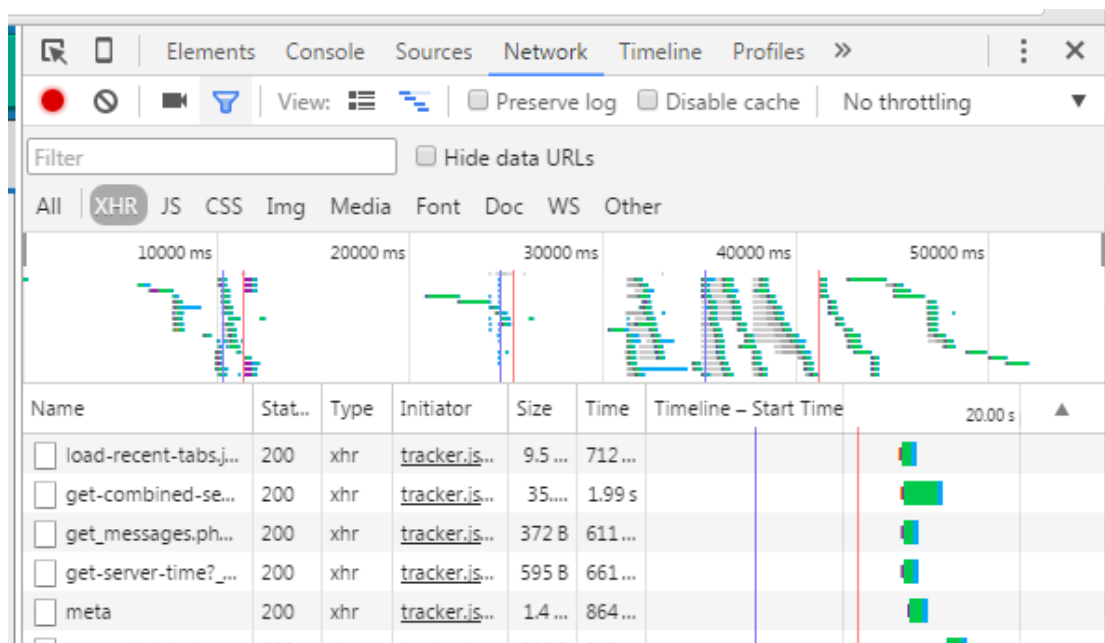 Elements Console Sources Network Timeline Profiles »
View: Preserve log Disable cache No throttling
Filter Hide data URLs
All XHR JS CSS Img Media Font Doc WS Other
10000 ms 20000 ms 30000 ms 40000 ms 50000 ms
Name Stat... Type Initiator Size Time Timeline – Start Time 20.00 s
load-recent-tabs.j... 200 xhr tracker.js... 9.5 ... 712 ...
get-combined-se... 200 xhr tracker.js... 35.... 1.99 s
get_messages.ph... 200 xhr tracker.js... 372 B 611 ...
get-server-time?_... 200 xhr tracker.js... 595 B 661 ...
meta 200 xhr tracker.js... 1.4 ... 864 ...